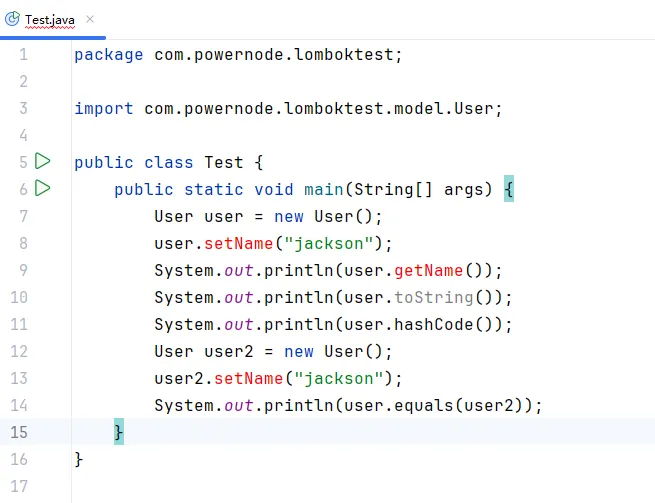 Test.java
1 package com.powernode.lomboktest;
2
3 import com.powernode.lomboktest.model.User;
4
5 public class Test {
6     public static void main(String[] args) {
7         User user = new User();
8         user.setName("jackson");
9         System.out.println(user.getName());
10         System.out.println(user.toString());
11         System.out.println(user.hashCode());
12         User user2 = new User();
13         user2.setName("jackson");
14         System.out.println(user.equals(user2));
15     }
16 }
17